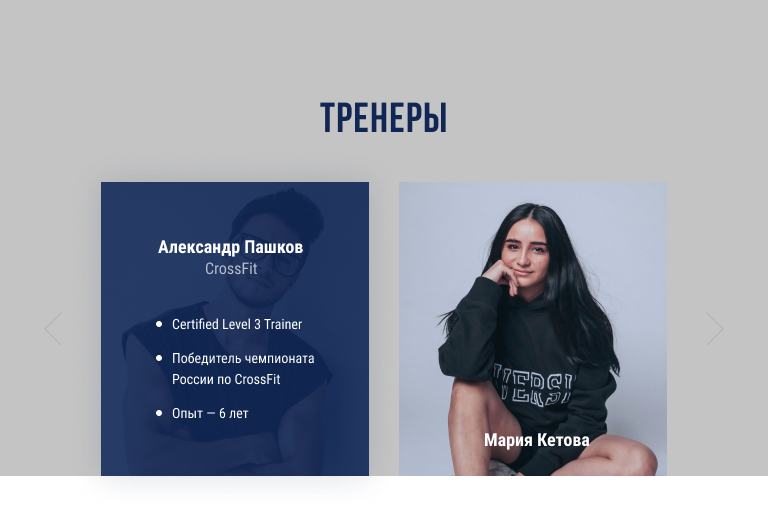 ТРЕНЕРЫ
Александр Пашков
CrossFit
Certified Level 3 Trainer
Победитель чемпионата
России по CrossFit
Опыт — 6 лет
Мария Кетова